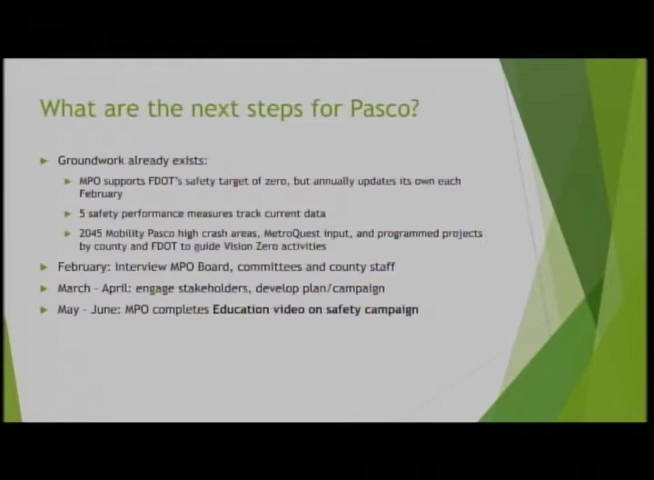 What are the next steps for Pasco?
Groundwork already exists:
MPO supports FDOT's safety target of zero, but annually updates its own each
February
5 safety performance measures track current data
2045 Mobility Pasco high crash areas, MetroQuest input, and programmed projects
by county and FDOT to guide Vision Zero activities
February: interview MPO Board, committees and county staff
March - April: engage stakeholders, develop plan/campaign
May - June: MPO completes Education video on safety campaign